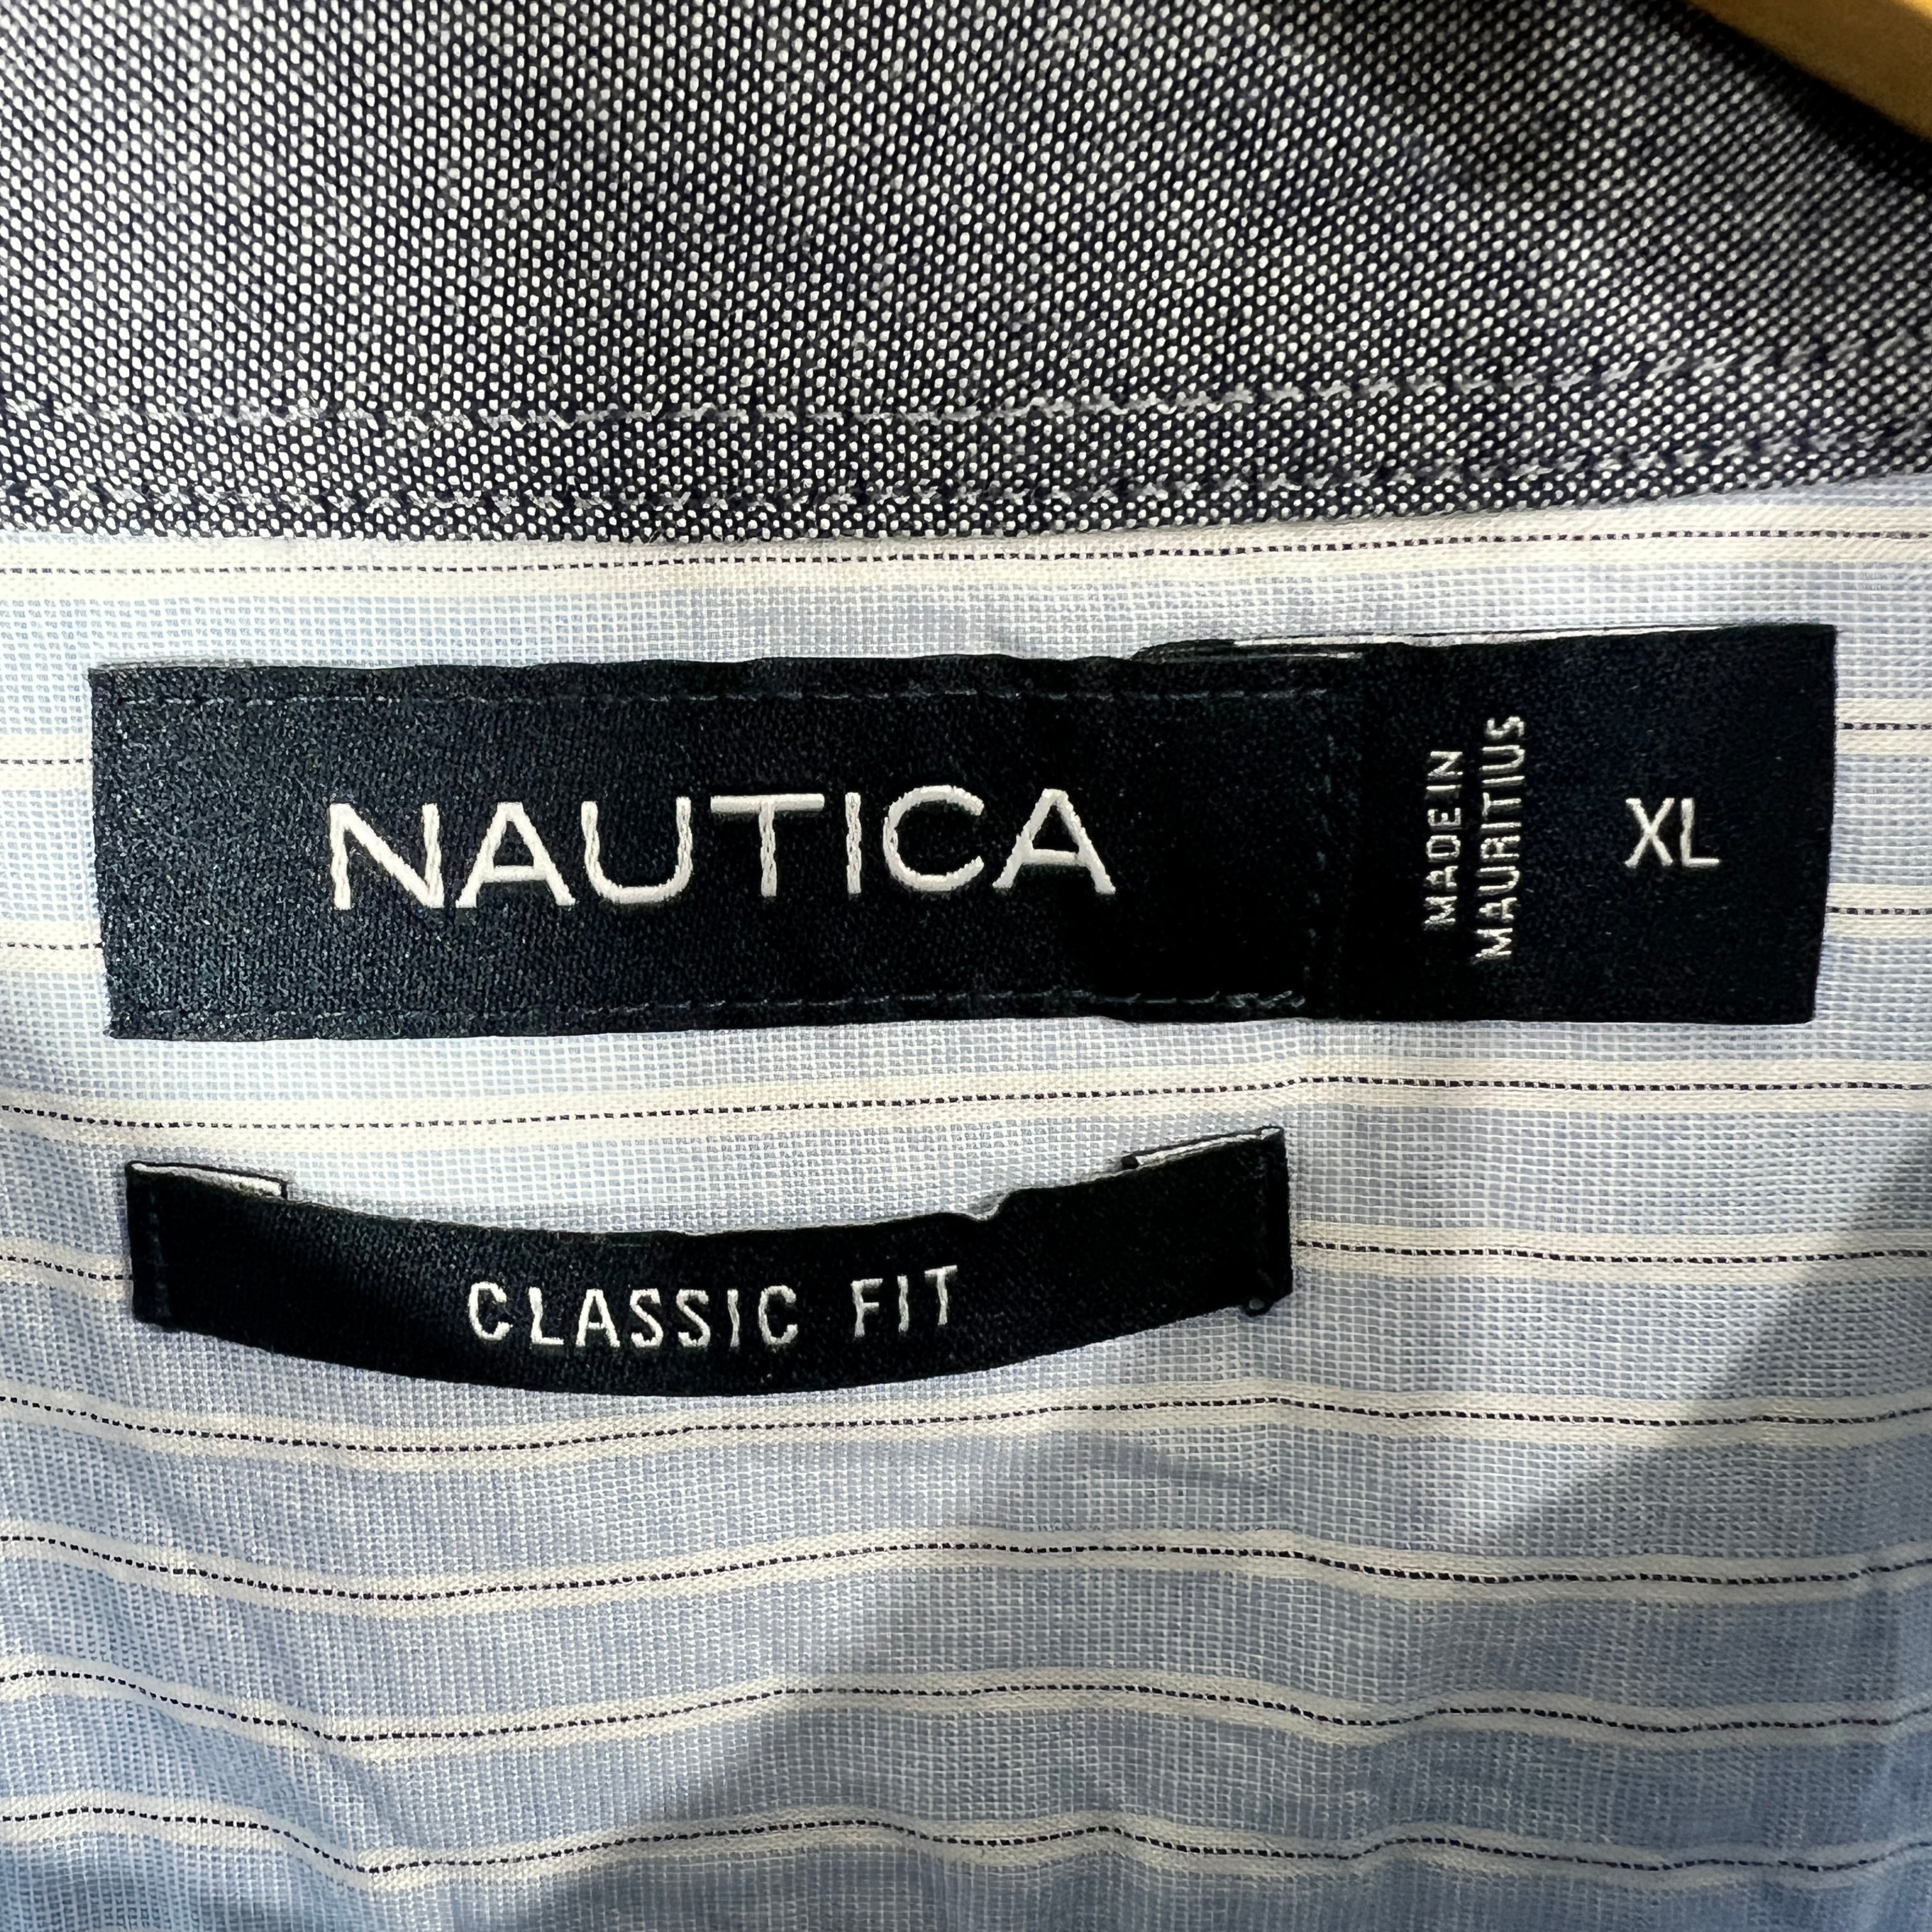 NAUTICA
MADE IN
MAURITIUS
XL
CLASSIC FIT